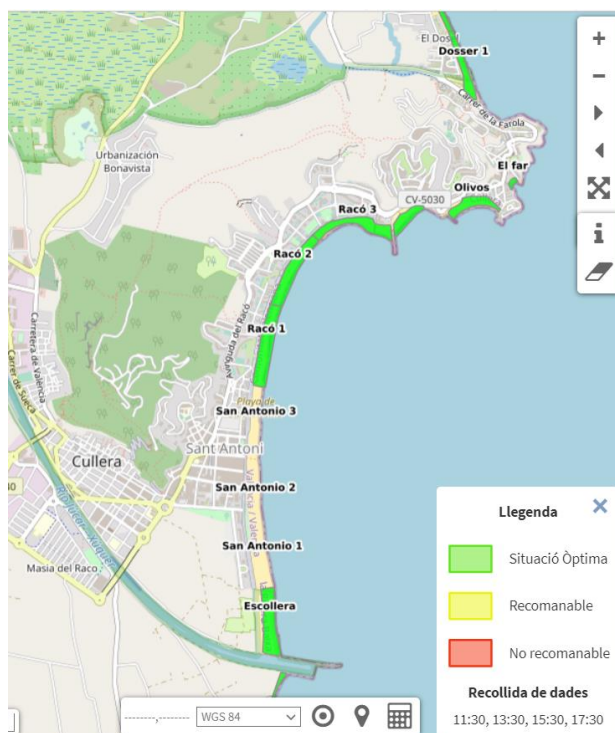 El Dosel
Dosser 1
Carrer de la Farola
Urbanización
Bonavista
El far
Olivos
CV-5030
Racó 3
Racó 2
Racó 1
Avinguda del Racó
Carretera de València
Carrer de Sueca
Playa de
San Antonio 3
Sant Antoni
Cullera
San Antonio 2
San Antonio 1
Masia del Raco
Escollera
Llegenda
Situació Òptima
Recomanable
No recomanable
Recollida de dades
11:30, 13:30, 15:30, 17:30
WGS 84